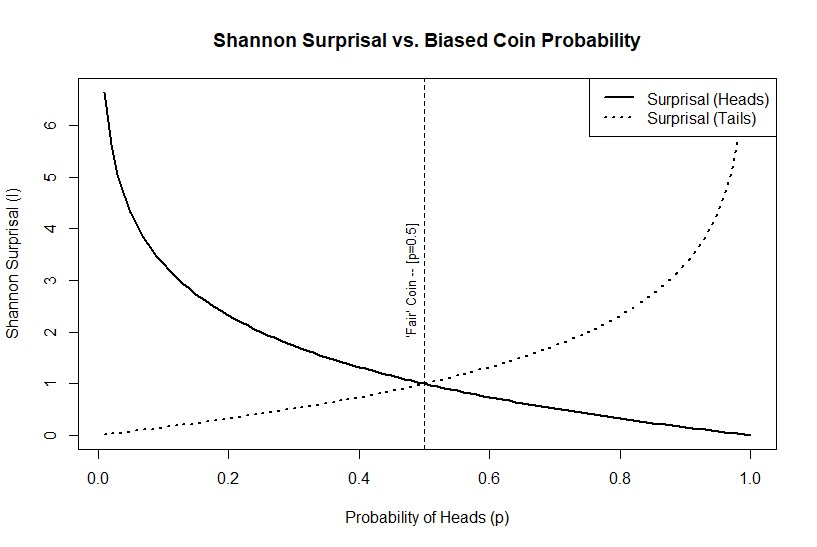 Shannon Surprisal vs. Biased Coin Probability
Surprisal (Heads)
Surprisal (Tails)
Shannon Surprisal (I)
6
5
4
3
2
1
0
'Fair' Coin -- [p=0.5]
0.0
0.2
0.4
0.6
0.8
1.0
Probability of Heads (p)